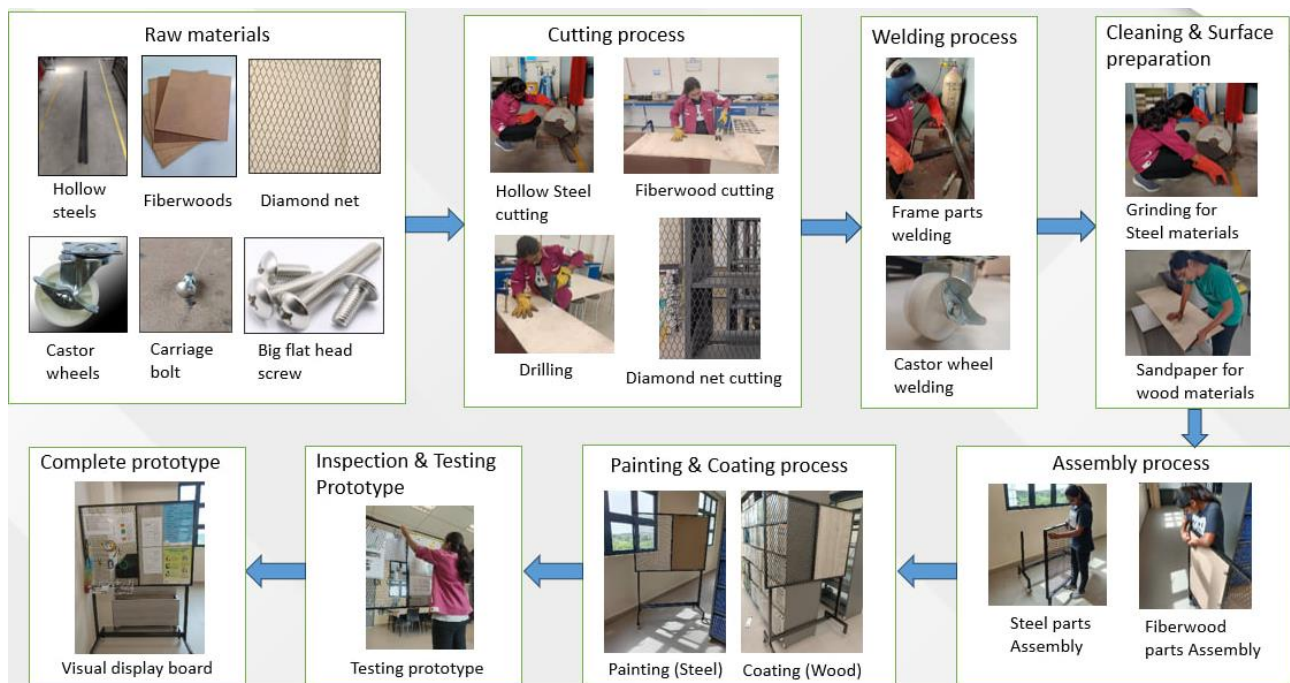 Raw materials
Hollow
steels
Fiberwoods
Diamond net
Castor
wheels
Carriage
bolt
Big flat head
screw
Cutting process
Hollow Steel
cutting
Fiberwood cutting
Drilling
Diamond net cutting
Welding process
Frame parts
welding
Castor wheel
welding
Cleaning & Surface
preparation
Grinding for
Steel materials
Sandpaper for
wood materials
Assembly process
Steel parts
Assembly
Fiberwood
parts Assembly
Painting & Coating process
Painting (Steel)
Coating (Wood)
Inspection & Testing
Prototype
Testing prototype
Complete prototype
Visual display board